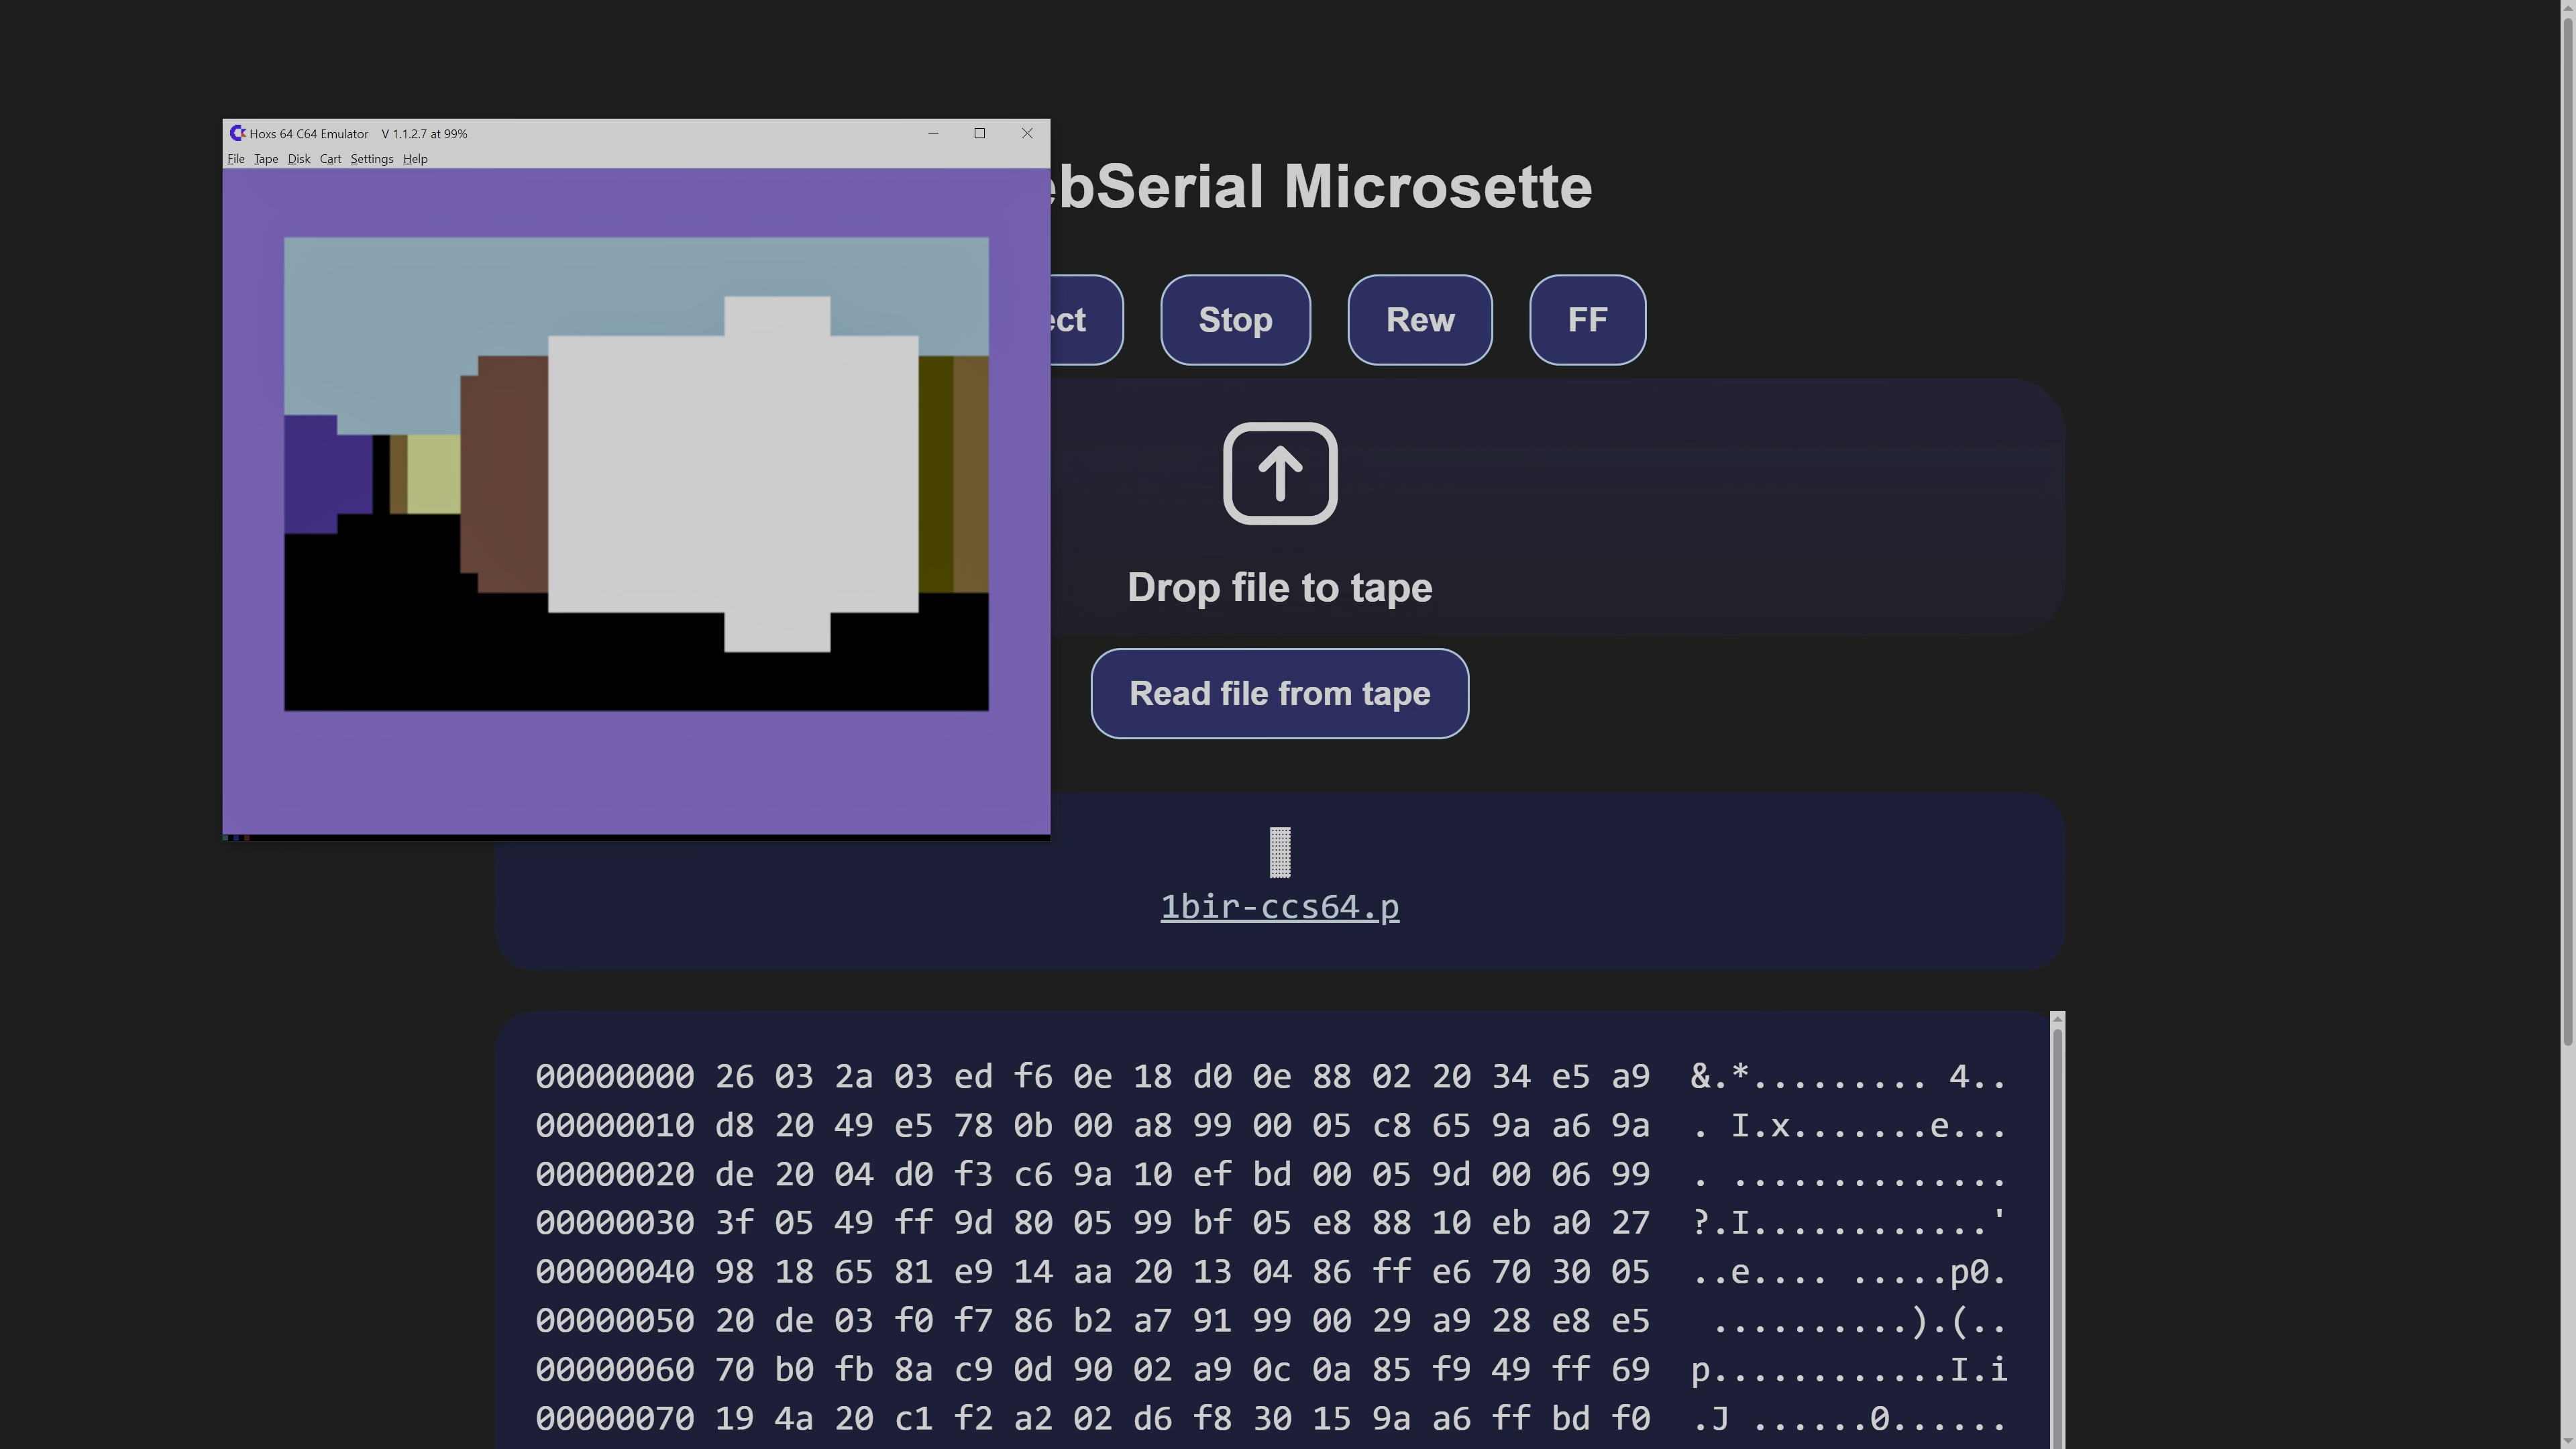 Hoxs 64 C64 Emulator V 1.1.2.7 at 99%
File Tape Disk Cart Settings Help
ebSerial Microsette
ect Stop Rew FF
Drop file to tape
Read file from tape
1bir-ccs64.p
00000000 26 03 2a 03 ed f6 0e 18 d0 0e 88 02 20 34 e5 a9 &.*......... 4..
00000010 d8 20 49 e5 78 0b 00 a8 99 00 05 c8 65 9a a6 9a . I.x.......e...
00000020 de 20 04 d0 f3 c6 9a 10 ef bd 00 05 9d 00 06 99 . ..............
00000030 3f 05 49 ff 9d 80 05 99 bf 05 e8 88 10 eb a0 27 ?.I............'
00000040 98 18 65 81 e9 14 aa 20 13 04 86 ff e6 70 30 05 ..e.... .....p0.
00000050 20 de 03 f0 f7 86 b2 a7 91 99 00 29 a9 28 e8 e5 ..........).(..
00000060 70 b0 fb 8a c9 0d 90 02 a9 0c 0a 85 f9 49 ff 69 p............I.i
00000070 19 4a 20 c1 f2 a2 02 d6 f8 30 15 9a a6 ff bd f0 .J ......0......